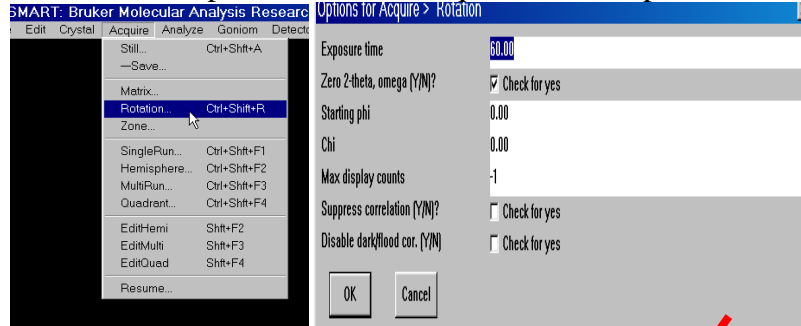 SMART: Bruker Molecular Analysis Researc
Edit Crystal Acquire Analyze Goniom Detecto
Still... Ctrl+Shft+A
—Save...
Matrix...
Rotation... Ctrl+Shift+R
Zone...
SingleRun... Ctrl+Shft+F1
Hemisphere... Ctrl+Shft+F2
MultiRun... Ctrl+Shft+F3
Quadrant... Ctrl+Shft+F4
EditHemi Shft+F2
EditMulti Shft+F3
EditQuad Shft+F4
Resume...
Options for Acquire > Rotation
Exposure time 60.00
Zero 2-theta, omega (Y/N)? Check for yes
Starting phi 0.00
Chi 0.00
Max display counts -1
Suppress correlation (Y/N)? Check for yes
Disable dark/flood cor. (Y/N) Check for yes
OK Cancel